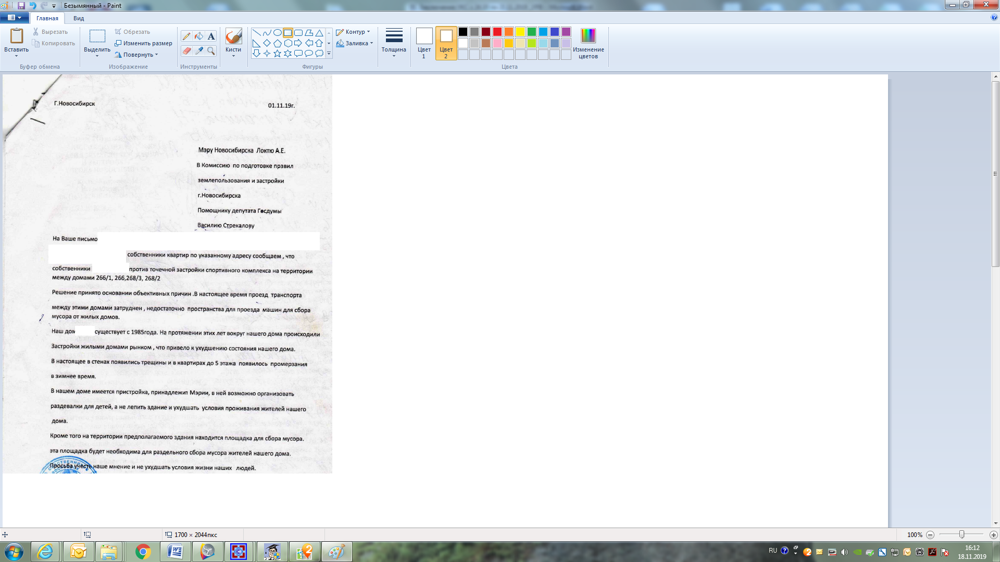 Безымянный - Paint
Главная
Вид
Вставить
Вырезать
Копировать
Буфер обмена
Выделить
Обрезать
Изменить размер
Повернуть
Изображение
Инструменты
Кисти
Фигуры
Контур
Заливка
Толщина
Цвет 1
Цвет 2
Изменение цветов
Цвета
Г.Новосибирск 01.11.19г.
Мэру Новосибирска Локтю А.Е.
В Комиссию по подготовке правил
землепользования и застройки
г.Новосибирска
Помощнику депутата Госдумы
Василию Стрекалову
На Ваше письмо
собственники квартир по указанному адресу сообщаем , что
собственники против точечной застройки спортивного комплекса на территории
между домами 266/1, 266,268/3, 268/2
Решение принято основании объективных причин .В настоящее время проезд транспорта
между этими домами затруднен , недостаточно пространства для проезда машин для сбора
мусора от жилых домов.
Наш дом существует с 1985года. На протяжении этих лет вокруг нашего дома происходили
Застройки жилыми домами рынком , что привело к ухудшению состояния нашего дома.
В настоящее в стенах появились трещины и в квартирах до 5 этажа появилось промерзания
в зимнее время.
В нашем доме имеется пристройка, принадлежит Мэрии, в ней возможно организовать
раздевалки для детей, а не лепить здание и ухудшать условия проживания жителей нашего
дома.
Кроме того на территории предполагаемого здания находится площадка для сбора мусора.
эта площадка будет необходима для раздельного сбора мусора жителей нашего дома.
Просьба учесть наше мнение и не ухудшать условия жизни наших людей.
1700 × 2044пкс
100%
RU
16:12
18.11.2019